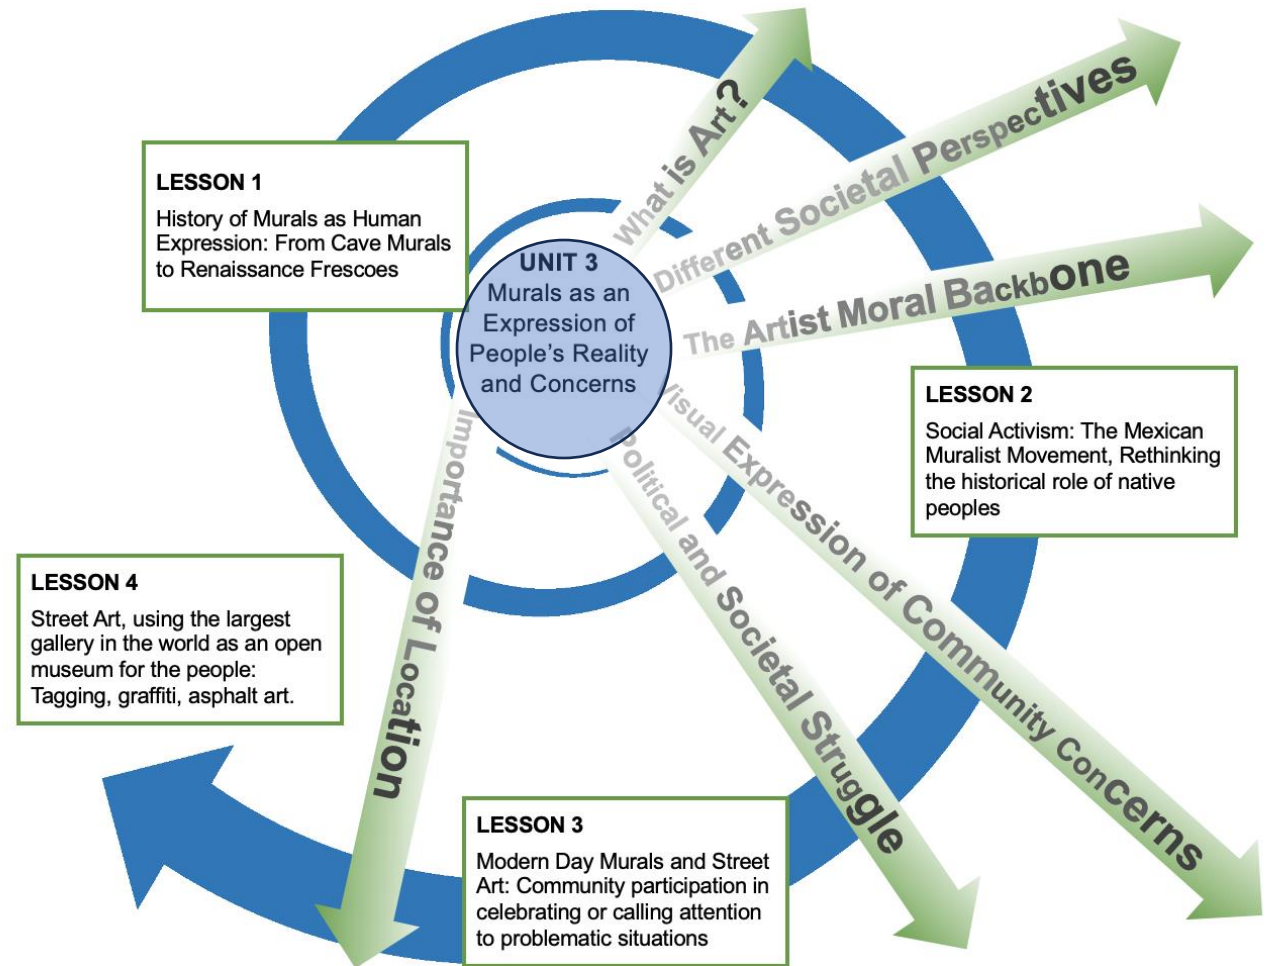 What is Art?
Different Societal Perspectives
LESSON 1
History of Murals as Human
Expression: From Cave Murals
to Renaissance Frescoes
UNIT 3
Murals as an
Expression of
People's Reality
and Concerns
The Artist Moral Backbone
LESSON 2
Social Activism: The Mexican
Muralist Movement, Rethinking
the historical role of native
peoples
Visual Expression of Community Concerns
Political and Societal Struggle
Importance of Location
LESSON 4
Street Art, using the largest
gallery in the world as an open
museum for the people:
Tagging, graffiti, asphalt art.
LESSON 3
Modern Day Murals and Street
Art: Community participation in
celebrating or calling attention
to problematic situations